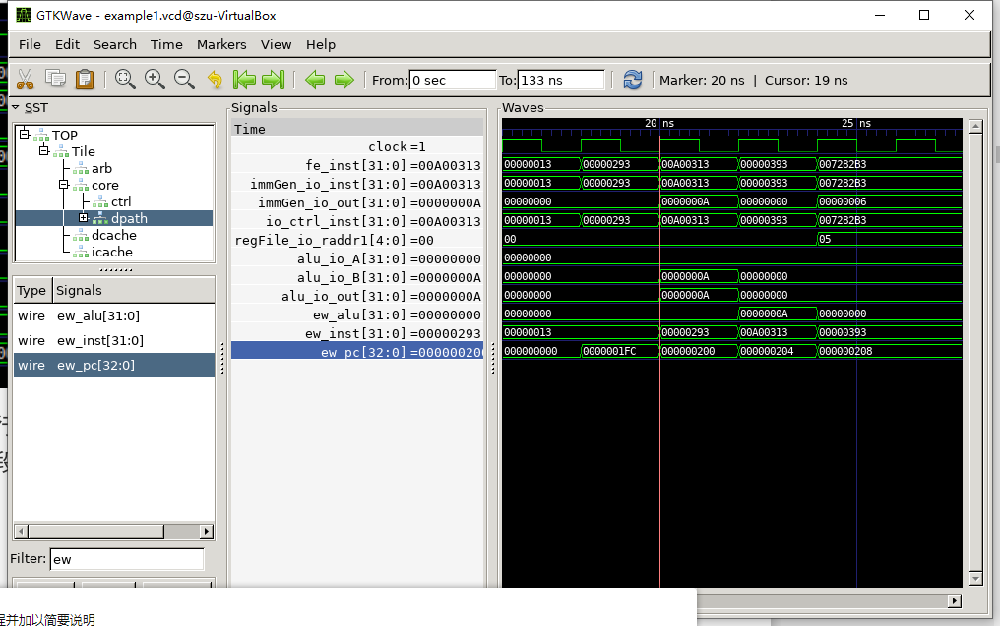 GTKWave - example1.vcd@szu-VirtualBox
File Edit Search Time Markers View Help
From: 0 sec To: 133 ns Marker: 20 ns | Cursor: 19 ns
SST
TOP
Tile
arb
core
ctrl
dpath
dcache
icache
Type Signals
wire ew_alu[31:0]
wire ew_inst[31:0]
wire ew_pc[32:0]
Filter: ew
Signals
Time
clock =1
fe_inst[31:0] =00A00313
immGen_io_inst[31:0] =00A00313
immGen_io_out[31:0] =0000000A
io_ctrl_inst[31:0] =00A00313
regFile_io_raddr1[4:0] =00
alu_io_A[31:0] =00000000
alu_io_B[31:0] =0000000A
alu_io_out[31:0] =0000000A
ew_alu[31:0] =00000000
ew_inst[31:0] =00000293
ew_pc[32:0] =000000200
Waves
20 ns 25 ns
00000013 00000293 00A00313 00000393 007282B3
00000013 00000293 00A00313 00000393 007282B3
00000000 0000000A 00000000 00000006
00000013 00000293 00A00313 00000393 007282B3
00 05
00000000
00000000 0000000A 00000000
00000000 0000000A 00000000
00000000 0000000A 00000000
00000013 00000293 00A00313 00000393
000000000 0000001FC 000000200 000000204 000000208
并加以简要说明